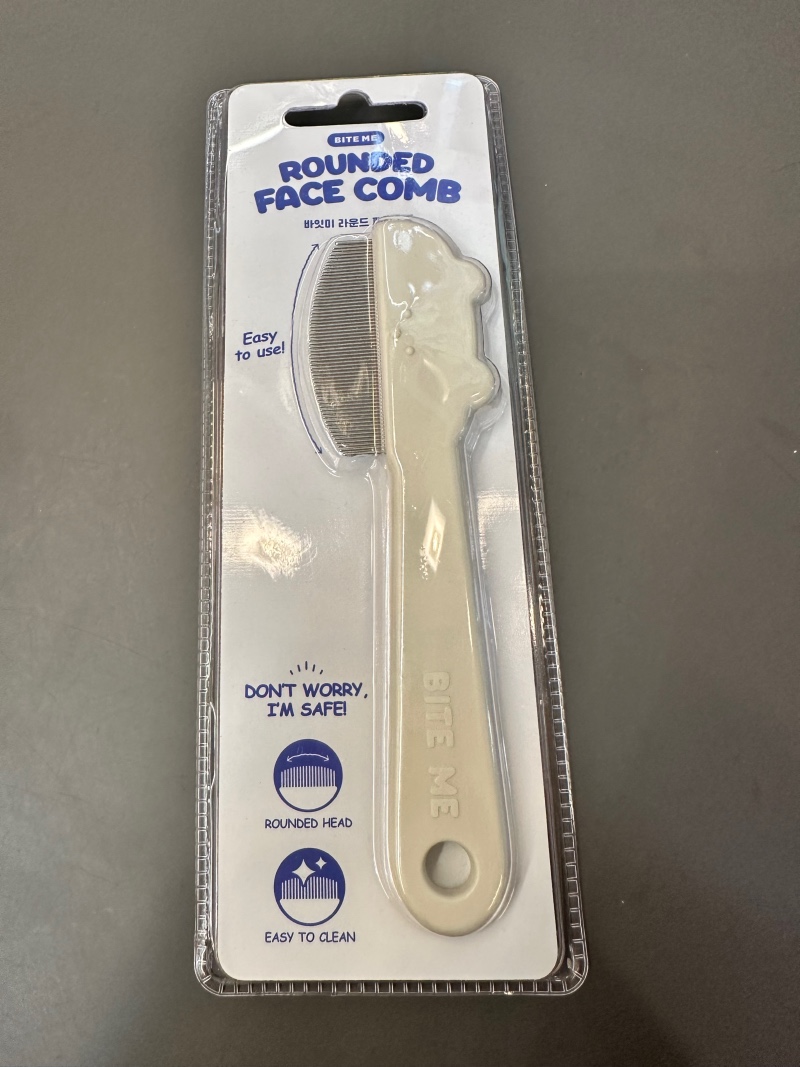 BITE ME
ROUNDED
FACE COMB
바잇미 라운드
Easy
to use!
DON'T WORRY,
I'M SAFE!
ROUNDED HEAD
EASY TO CLEAN
BITE ME